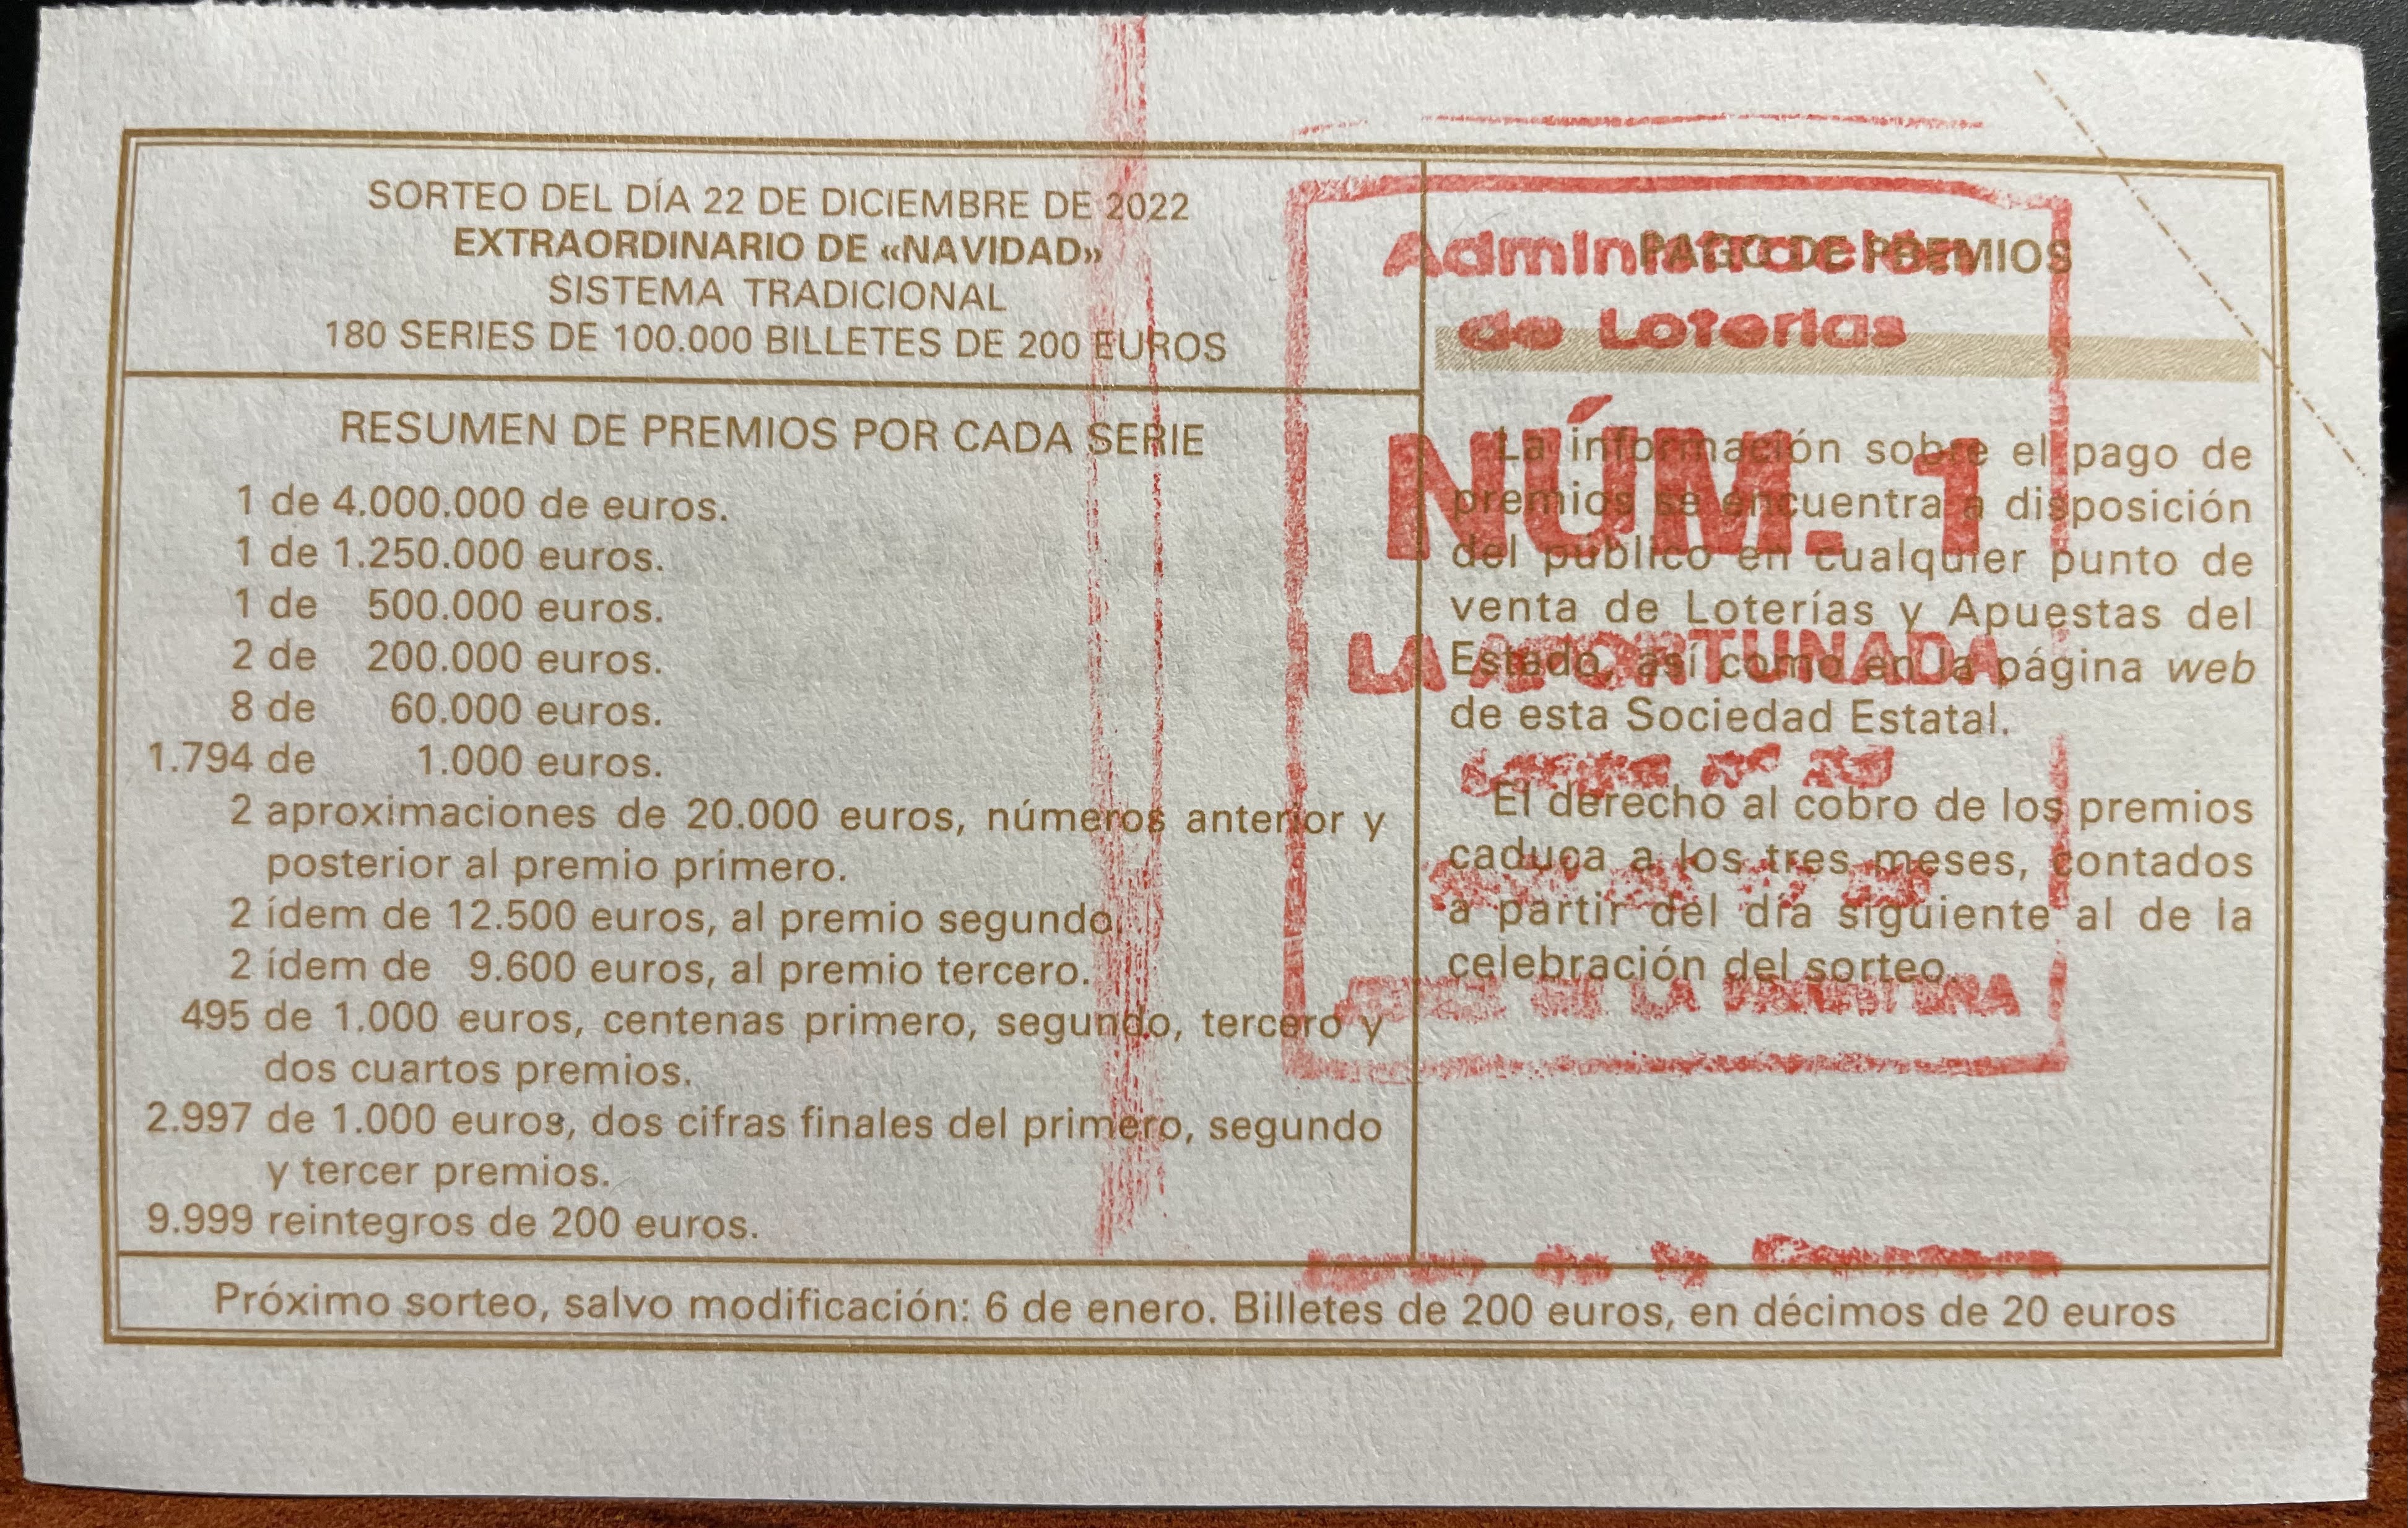 SORTEO DEL DÍA 22 DE DICIEMBRE DE 2022
EXTRAORDINARIO DE «NAVIDAD»
SISTEMA TRADICIONAL
180 SERIES DE 100.000 BILLETES DE 200 EUROS
RESUMEN DE PREMIOS POR CADA SERIE
1 de 4.000.000 de euros.
1 de 1.250.000 euros.
1 de 500.000 euros.
2 de 200.000 euros.
8 de 60.000 euros.
1.794 de 1.000 euros.
2 aproximaciones de 20.000 euros, números anterior y
posterior al premio primero.
2 ídem de 12.500 euros, al premio segundo.
2 ídem de 9.600 euros, al premio tercero.
495 de 1.000 euros, centenas primero, segundo, tercero y
dos cuartos premios.
2.997 de 1.000 euros, dos cifras finales del primero, segundo
y tercer premios.
9.999 reintegros de 200 euros.
PAGO DE PREMIOS
La información sobre el pago de
premios se encuentra a disposición
del público en cualquier punto de
venta de Loterías y Apuestas del
Estado, así como en la página web
de esta Sociedad Estatal.
El derecho al cobro de los premios
caduca a los tres meses, contados
a partir del día siguiente al de la
celebración del sorteo.
Administración
de Loterías
NÚM. 1
LA AFORTUNADA
DE LA FRONTERA
de la Frontera
Próximo sorteo, salvo modificación: 6 de enero. Billetes de 200 euros, en décimos de 20 euros